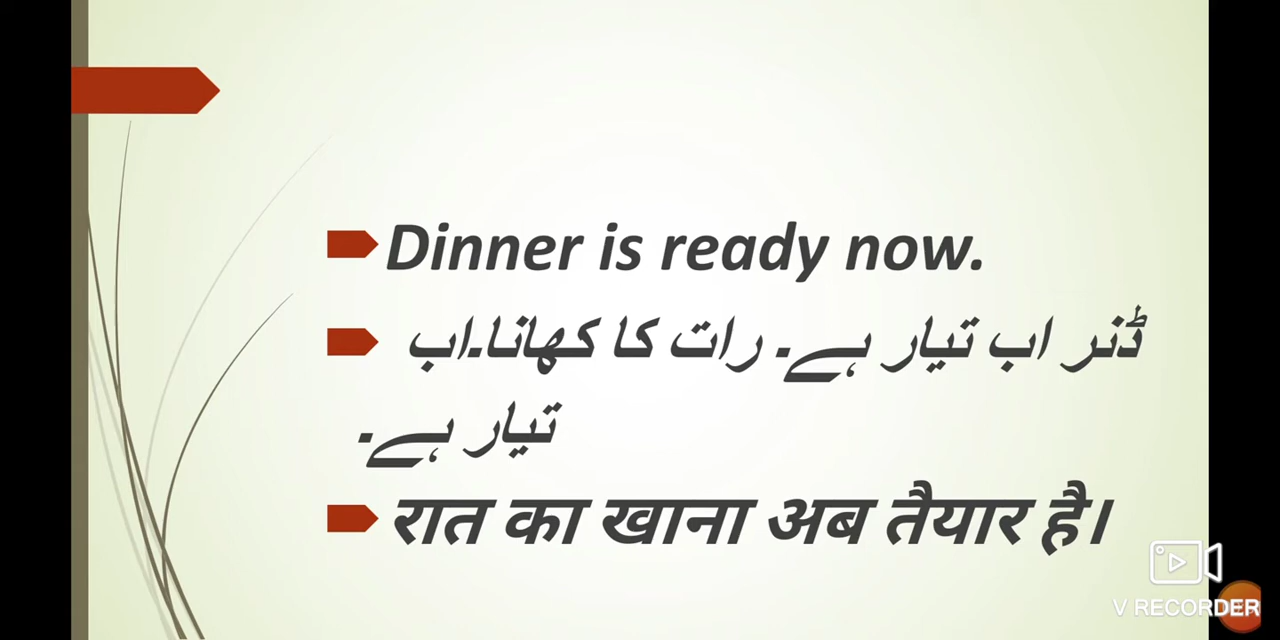 Dinner is ready now.
ڈنر اب تیار ہے۔ رات کا کھانا۔اب
تیار ہے۔
रात का खाना अब तैयार है।
V RECORDER